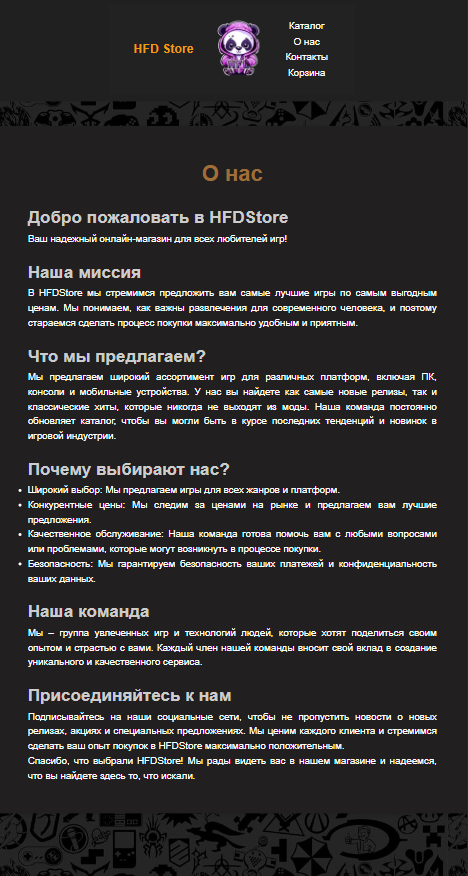 HFD Store
Каталог
О нас
Контакты
Корзина
О нас
Добро пожаловать в HFDStore
Ваш надежный онлайн-магазин для всех любителей игр!
Наша миссия
В HFDStore мы стремимся предложить вам самые лучшие игры по самым выгодным
ценам. Мы понимаем, как важны развлечения для современного человека, и поэтому
стараемся сделать процесс покупки максимально удобным и приятным.
Что мы предлагаем?
Мы предлагаем широкий ассортимент игр для различных платформ, включая ПК,
консоли и мобильные устройства. У нас вы найдете как самые новые релизы, так и
классические хиты, которые никогда не выходят из моды. Наша команда постоянно
обновляет каталог, чтобы вы могли быть в курсе последних тенденций и новинок в
игровой индустрии.
Почему выбирают нас?
• Широкий выбор: Мы предлагаем игры для всех жанров и платформ.
• Конкурентные цены: Мы следим за ценами на рынке и предлагаем вам лучшие
предложения.
• Качественное обслуживание: Наша команда готова помочь вам с любыми вопросами
или проблемами, которые могут возникнуть в процессе покупки.
• Безопасность: Мы гарантируем безопасность ваших платежей и конфиденциальность
ваших данных.
Наша команда
Мы – группа увлеченных игр и технологий людей, которые хотят поделиться своим
опытом и страстью с вами. Каждый член нашей команды вносит свой вклад в создание
уникального и качественного сервиса.
Присоединяйтесь к нам
Подписывайтесь на наши социальные сети, чтобы не пропустить новости о новых
релизах, акциях и специальных предложениях. Мы ценим каждого клиента и стремимся
сделать ваш опыт покупок в HFDStore максимально положительным.
Спасибо, что выбрали HFDStore! Мы рады видеть вас в нашем магазине и надеемся,
что вы найдете здесь то, что искали.